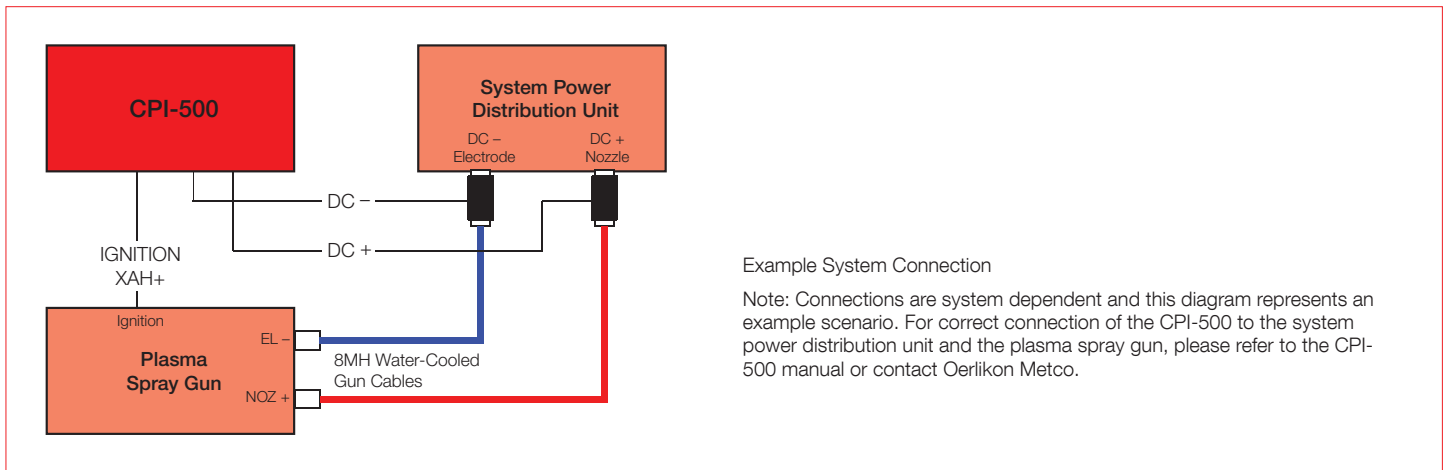 CPI-500
System Power
Distribution Unit
DC –
Electrode
DC +
Nozzle
DC –
DC +
IGNITION
XAH+
Ignition
Plasma
Spray Gun
EL –
NOZ +
8MH Water-Cooled
Gun Cables
Example System Connection
Note: Connections are system dependent and this diagram represents an
example scenario. For correct connection of the CPI-500 to the system
power distribution unit and the plasma spray gun, please refer to the CPI-
500 manual or contact Oerlikon Metco.